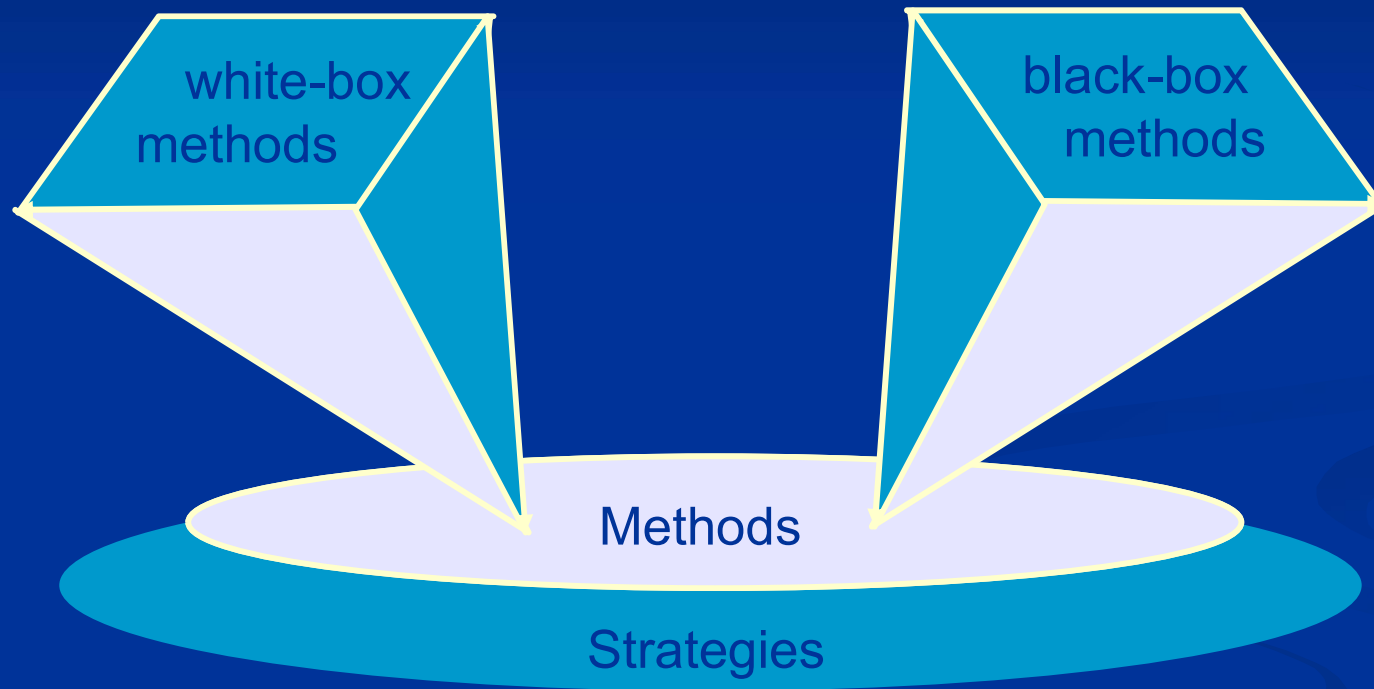 white-box
methods
black-box
methods
Methods
Strategies